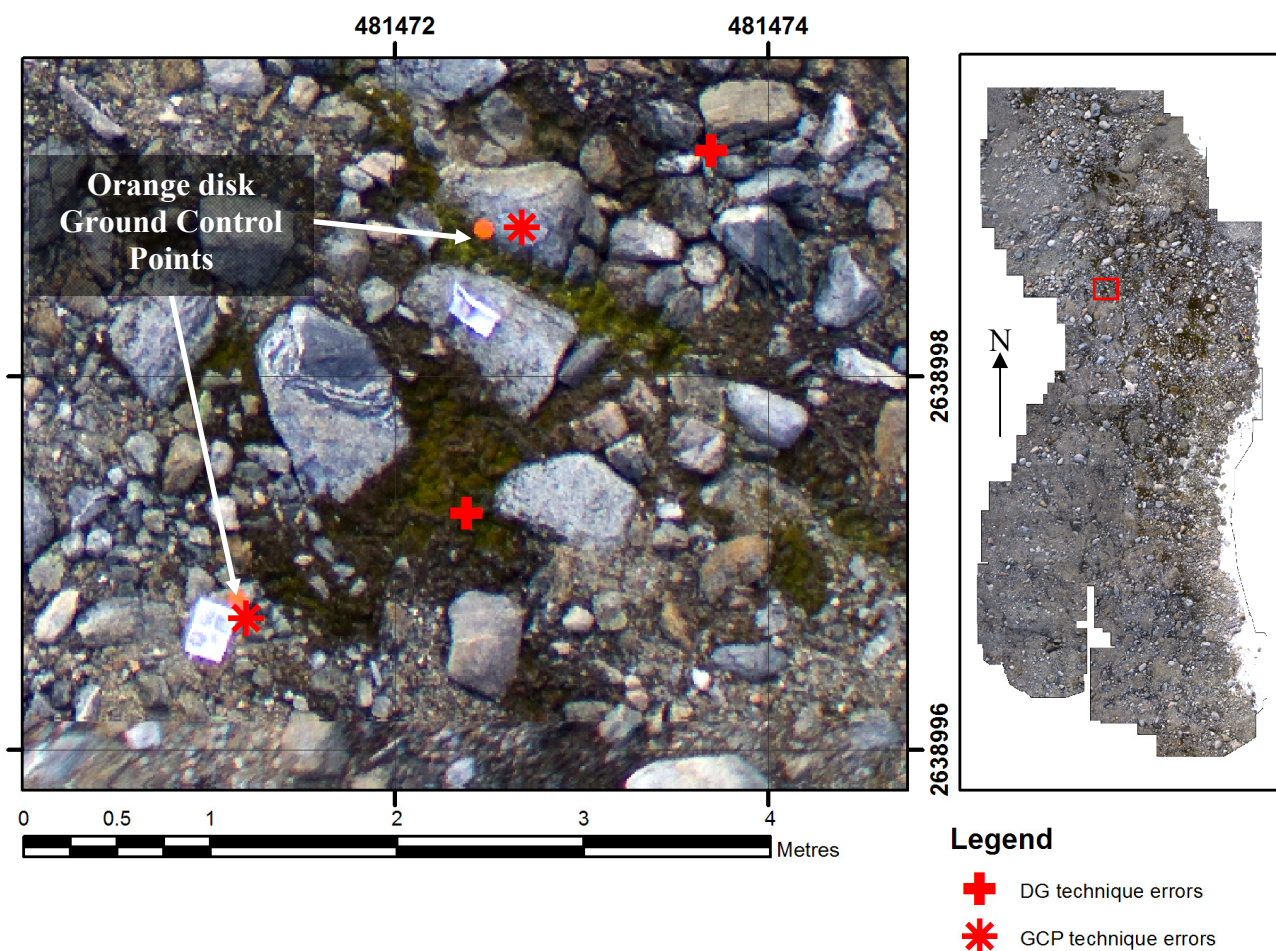 481472
481474
Orange disk
Ground Control
Points
2638998
N
2638996
0
0.5
1
2
3
4
Metres
Legend
DG technique errors
GCP technique errors